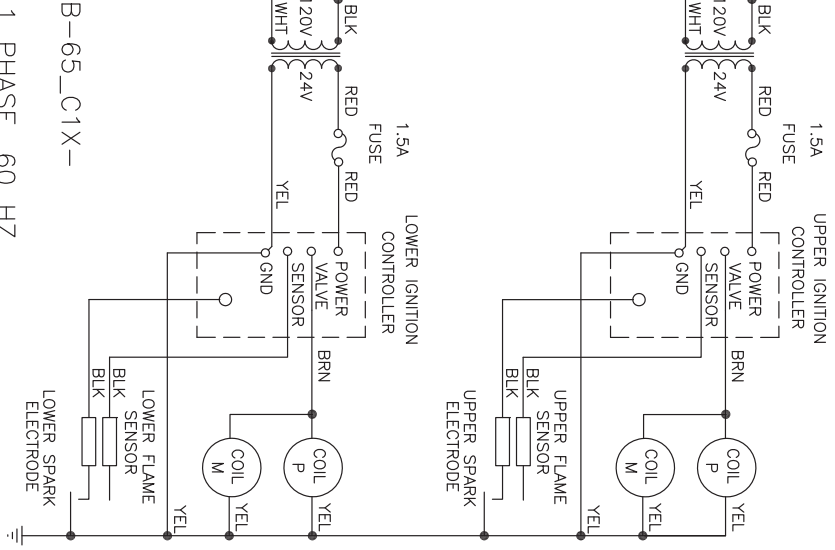 BLK
120V
WHT
24V
RED
1.5A
FUSE
RED
YEL
UPPER IGNITION
CONTROLLER
POWER
VALVE
SENSOR
GND
BRN
BLK
BLK
UPPER FLAME
SENSOR
UPPER SPARK
ELECTRODE
COIL
P
COIL
M
YEL
YEL
YEL
BLK
120V
WHT
24V
RED
1.5A
FUSE
RED
YEL
LOWER IGNITION
CONTROLLER
POWER
VALVE
SENSOR
GND
BRN
BLK
BLK
LOWER FLAME
SENSOR
LOWER SPARK
ELECTRODE
COIL
P
COIL
M
YEL
YEL
YEL
B-65_C1X-
1 PHASE 60 HZ